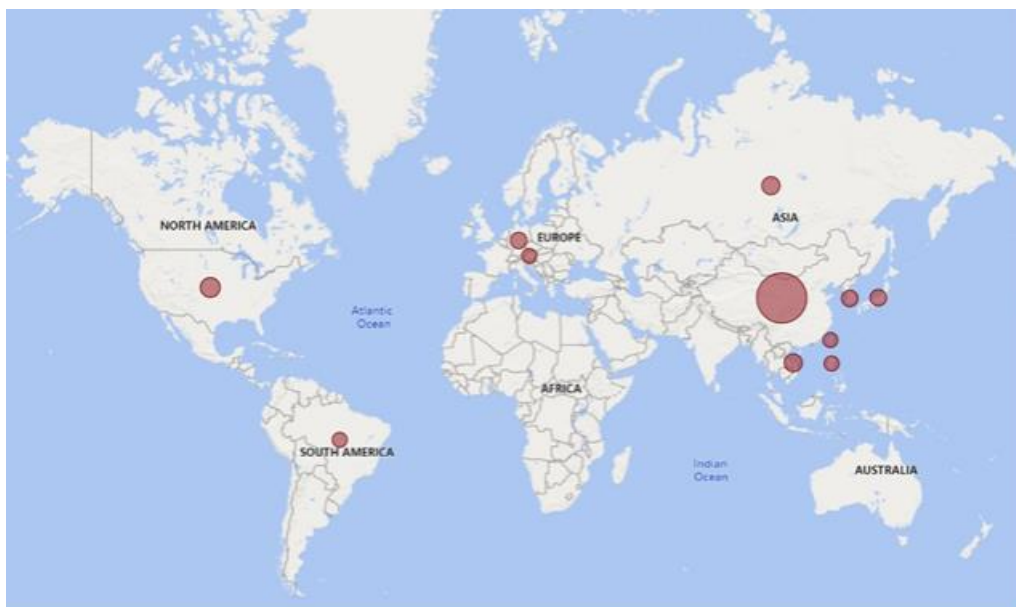 ASIA
NORTH AMERICA
EUROPE
Atlantic
Ocean
AFRICA
SOUTH AMERICA
Indian
Ocean
AUSTRALIA